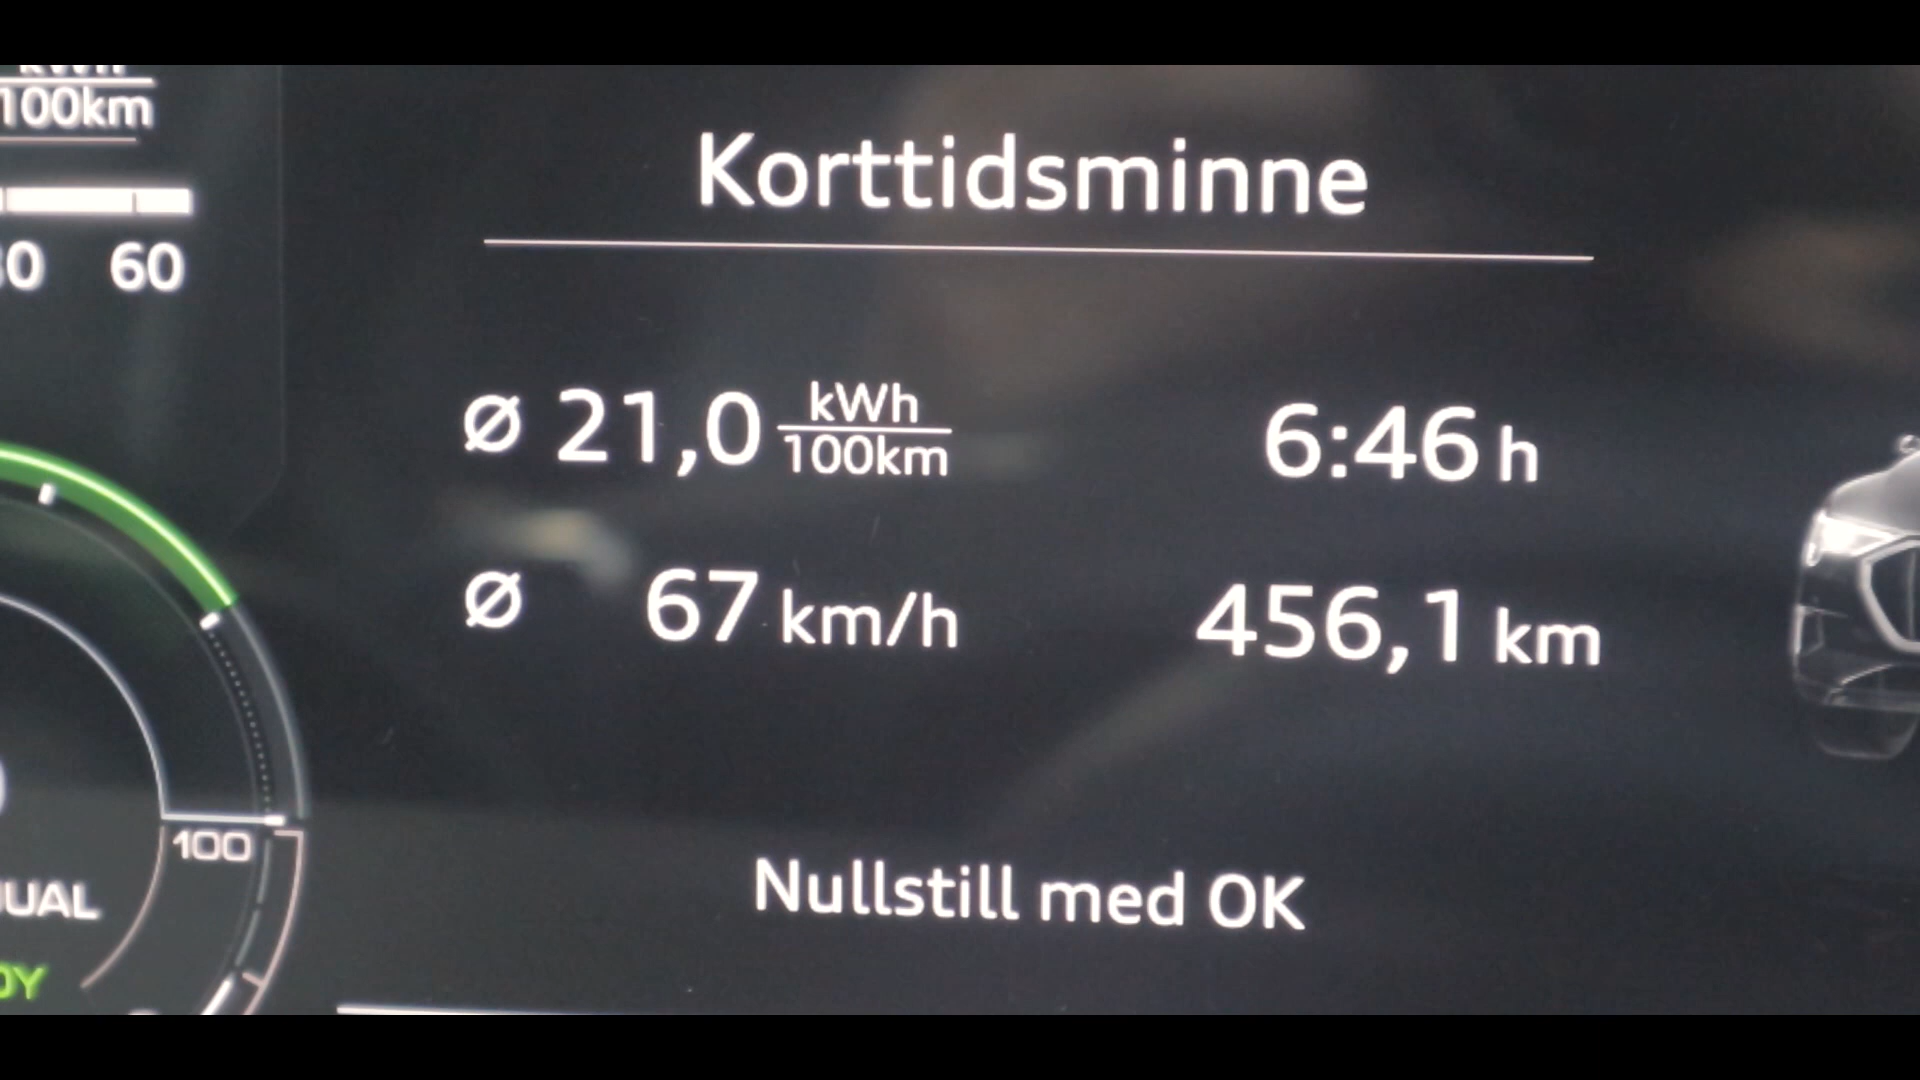 100km
60
Korttidsminne
Ø 21,0 kWh/100km 6:46 h
Ø 67 km/h 456,1 km
100
Nullstill med OK